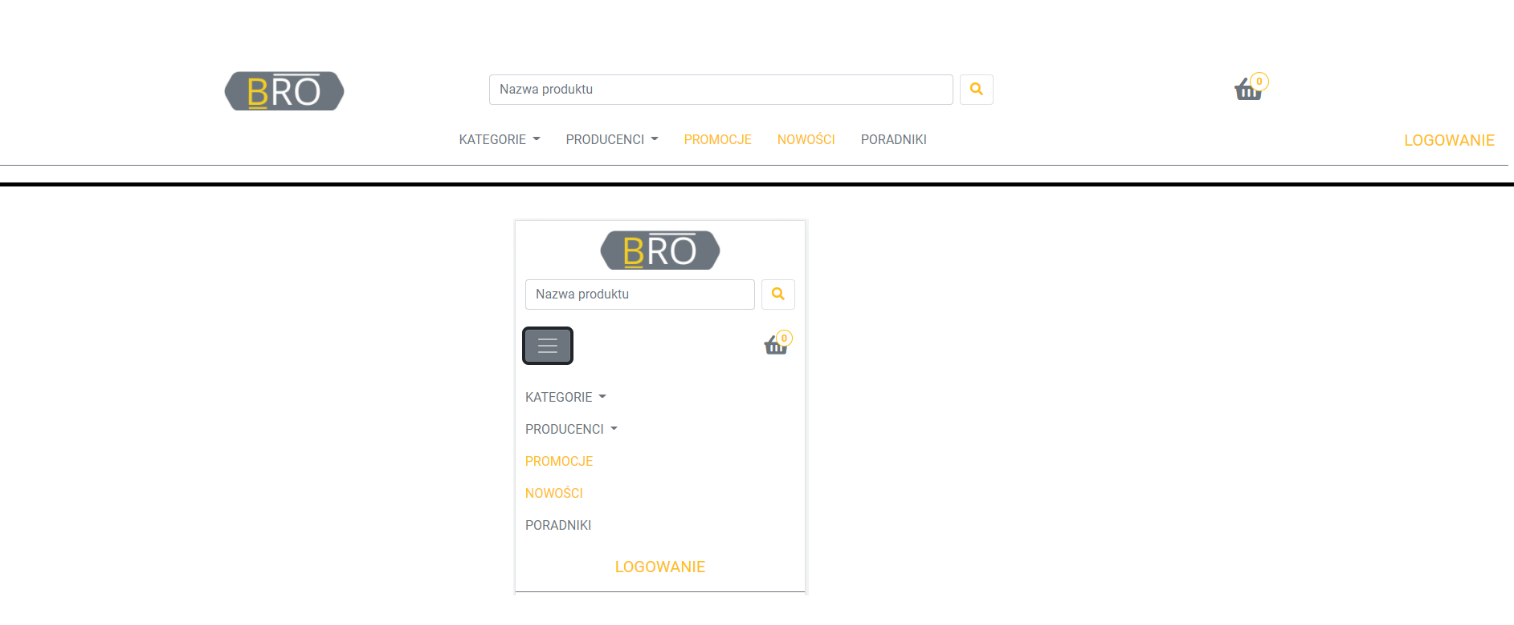 BRO
Nazwa produktu
0
KATEGORIE PRODUCENCI PROMOCJE NOWOŚCI PORADNIKI LOGOWANIE
BRO
Nazwa produktu
0
KATEGORIE
PRODUCENCI
PROMOCJE
NOWOŚCI
PORADNIKI
LOGOWANIE